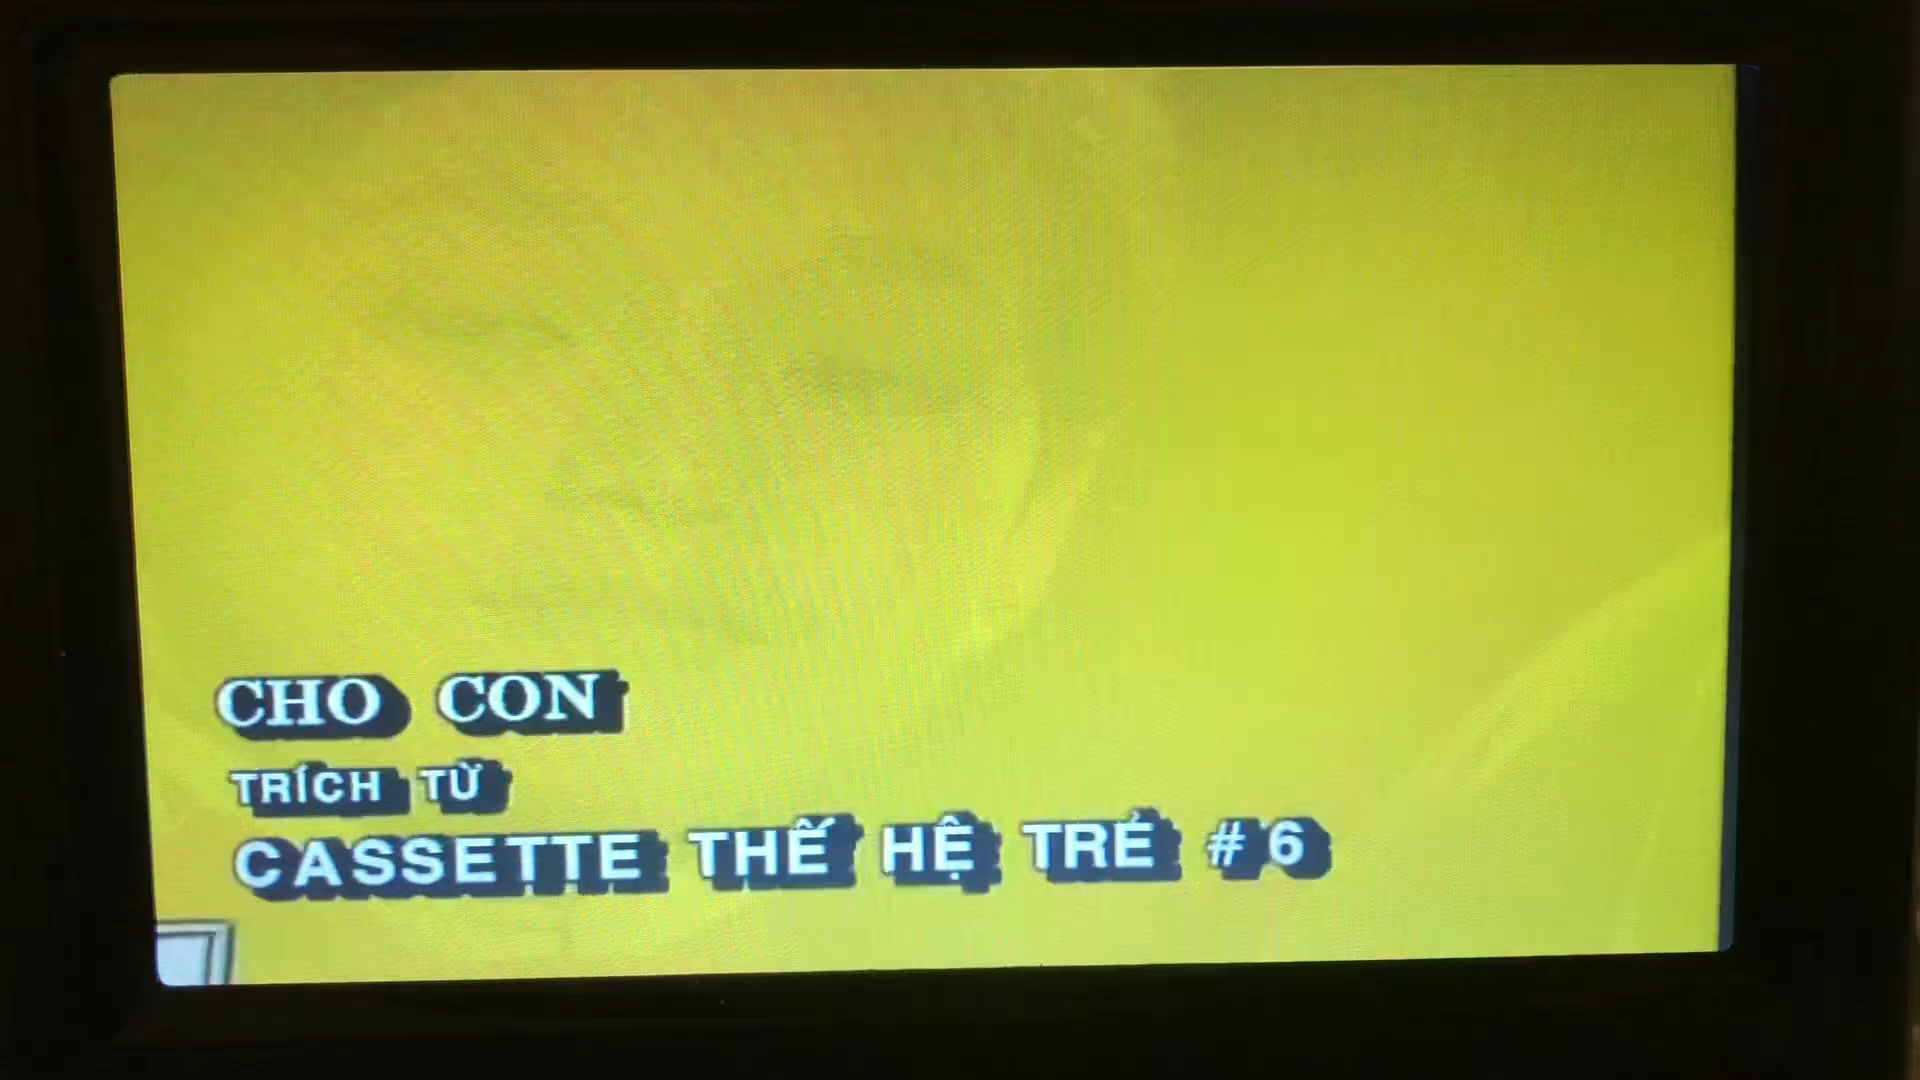 CHO CON
TRÍCH TỪ
CASSETTE THẾ HỆ TRẺ # 6